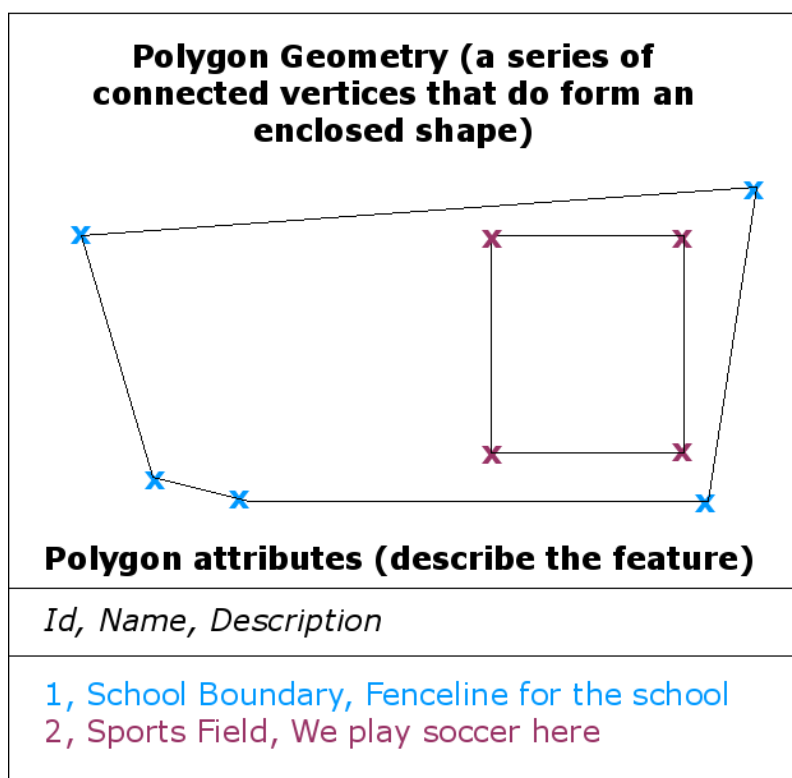 Polygon Geometry (a series of
connected vertices that do form an
enclosed shape)
Polygon attributes (describe the feature)
Id, Name, Description
1, School Boundary, Fenceline for the school
2, Sports Field, We play soccer here